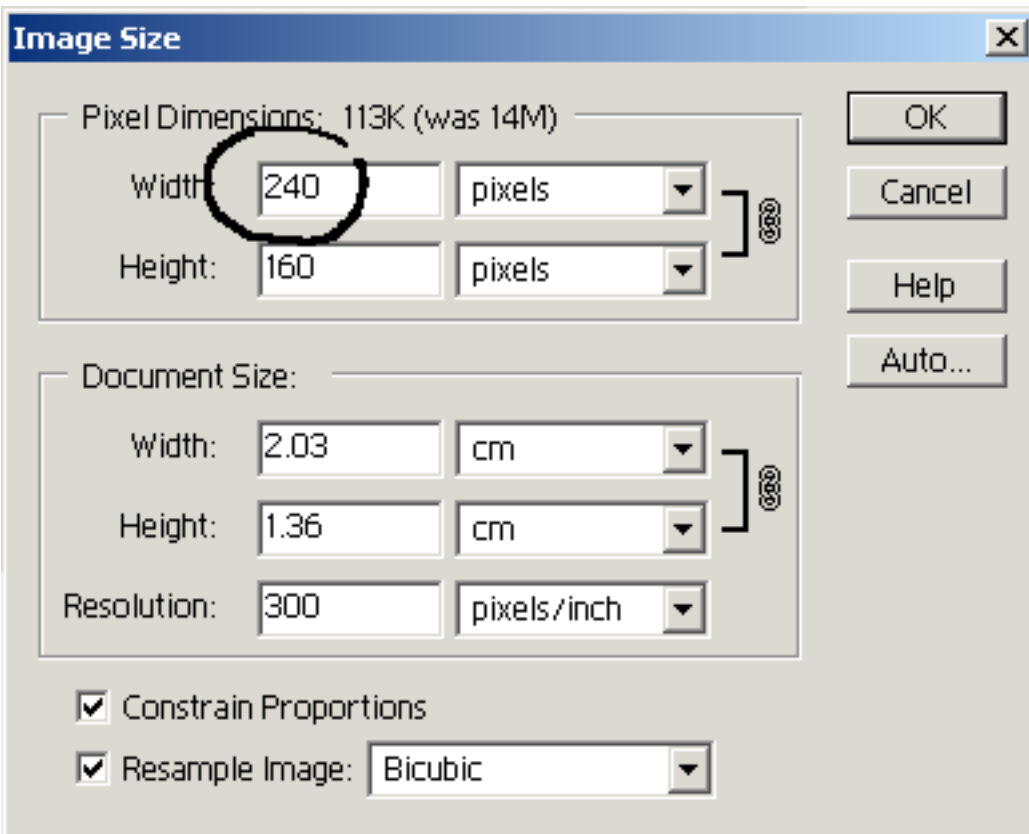 Image Size
Pixel Dimensions: 113K (was 14M)
OK
Width: 240 pixels
Cancel
Height: 160 pixels
Help
Auto...
Document Size:
Width: 2.03 cm
Height: 1.36 cm
Resolution: 300 pixels/inch
Constrain Proportions
Resample Image: Bicubic